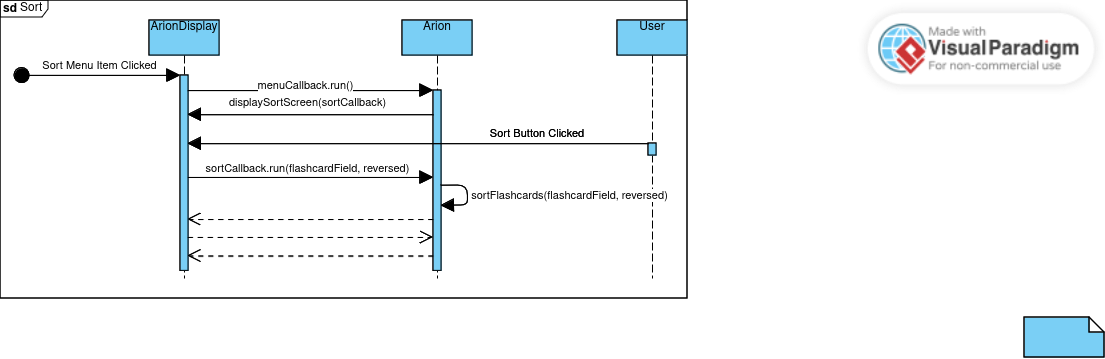 sd Sort
ArionDisplay
Arion
User
Made with
Visual Paradigm
For non-commercial use
Sort Menu Item Clicked
menuCallback.run()
displaySortScreen(sortCallback)
Sort Button Clicked
sortCallback.run(flashcardField, reversed)
sortFlashcards(flashcardField, reversed)